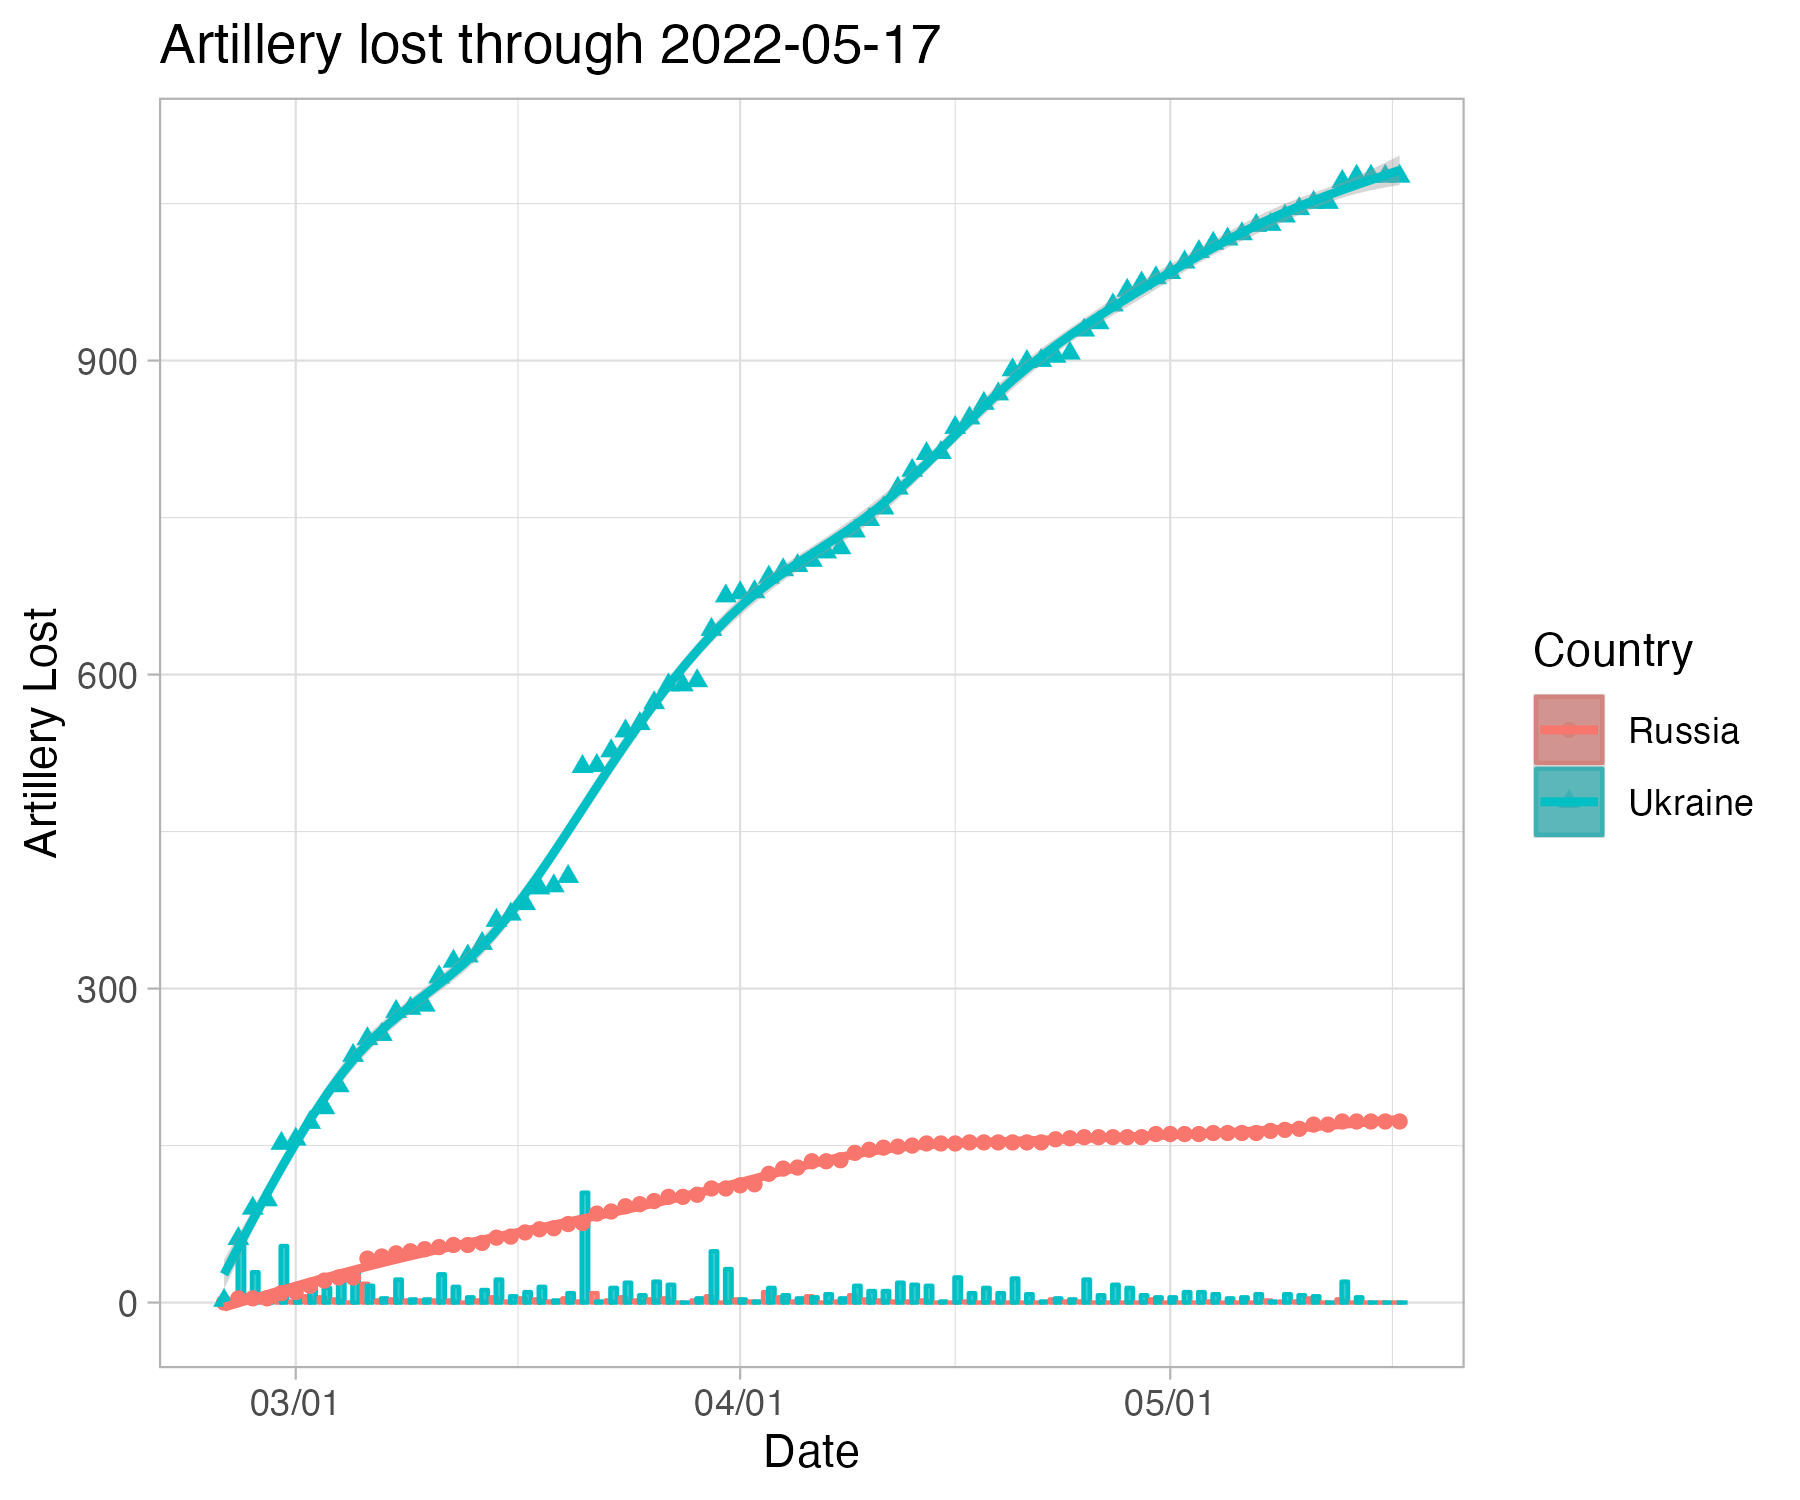 Artillery lost through 2022-05-17
Artillery Lost
900
600
300
0
03/01
04/01
05/01
Date
Country
Russia
Ukraine